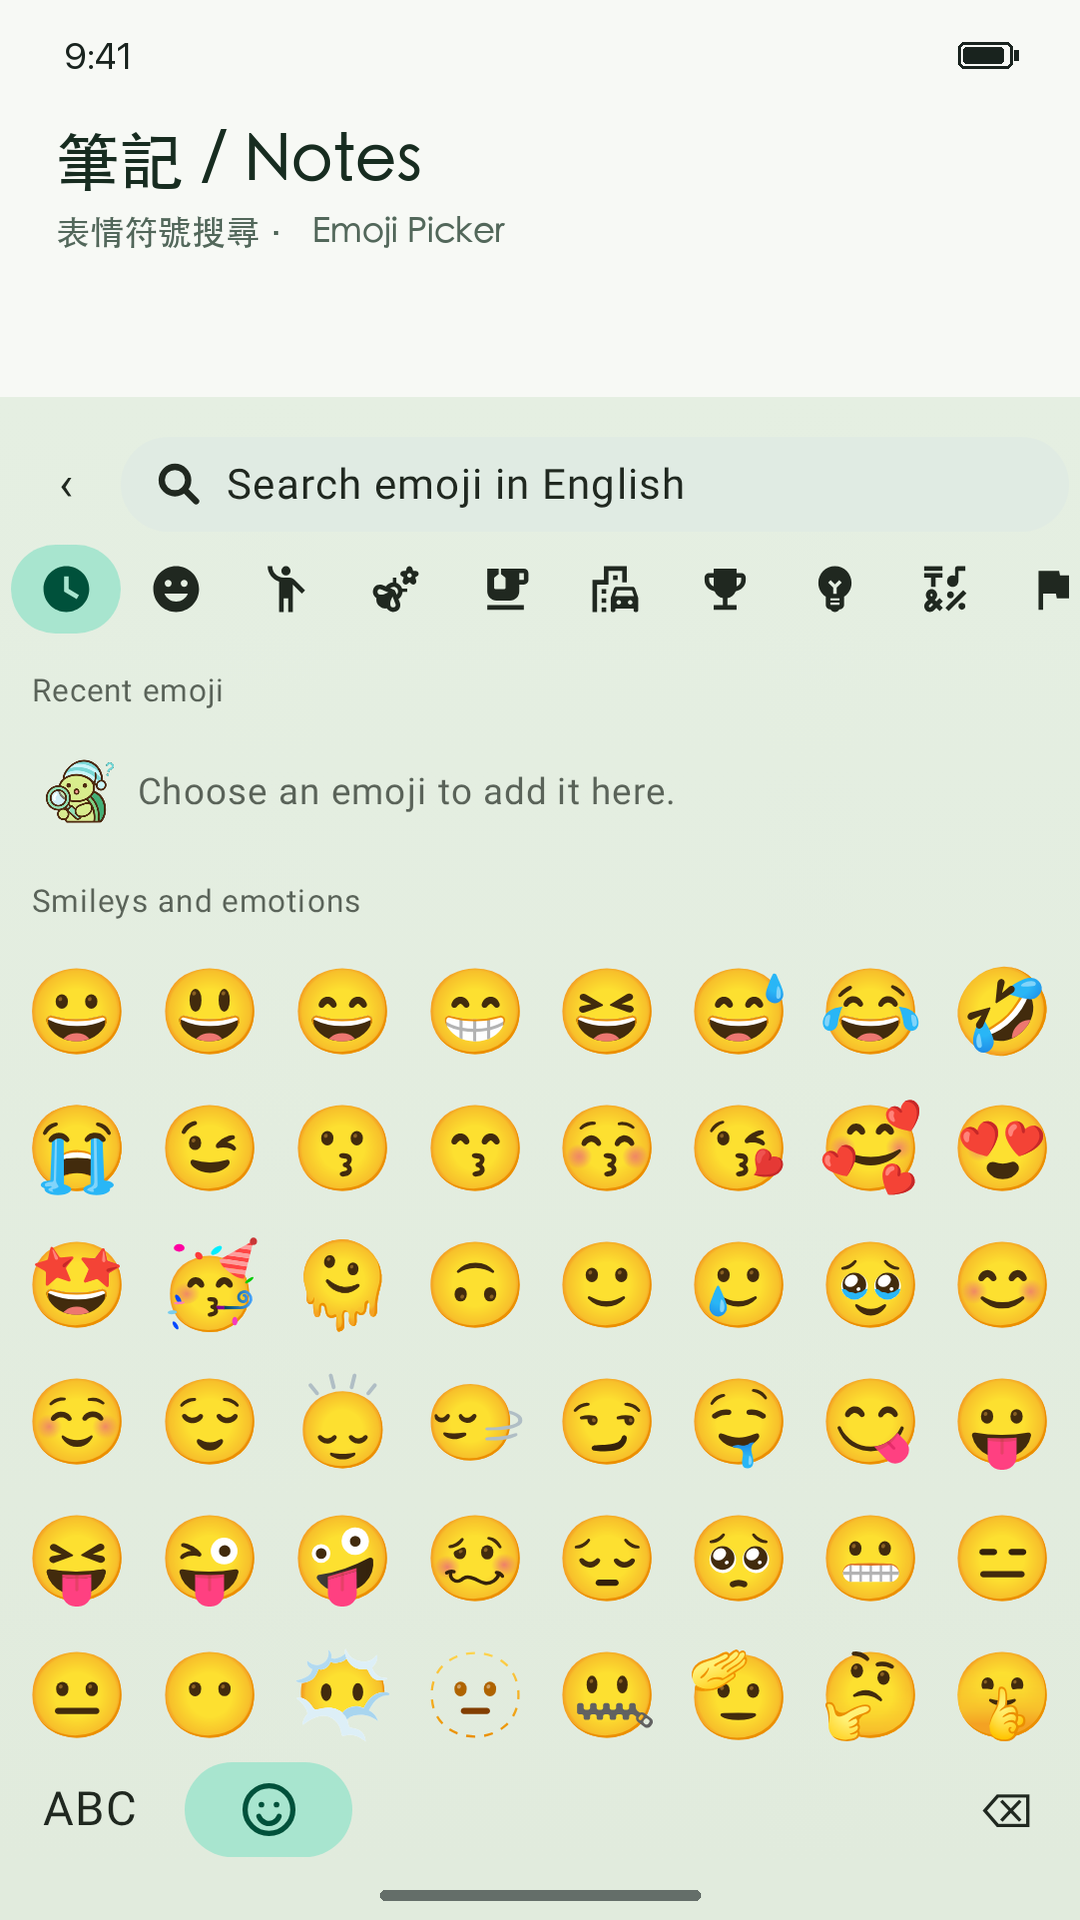 9:41
筆記 / Notes
表情符號搜尋 · Emoji Picker
Search emoji in English
Recent emoji
Choose an emoji to add it here.
Smileys and emotions
ABC